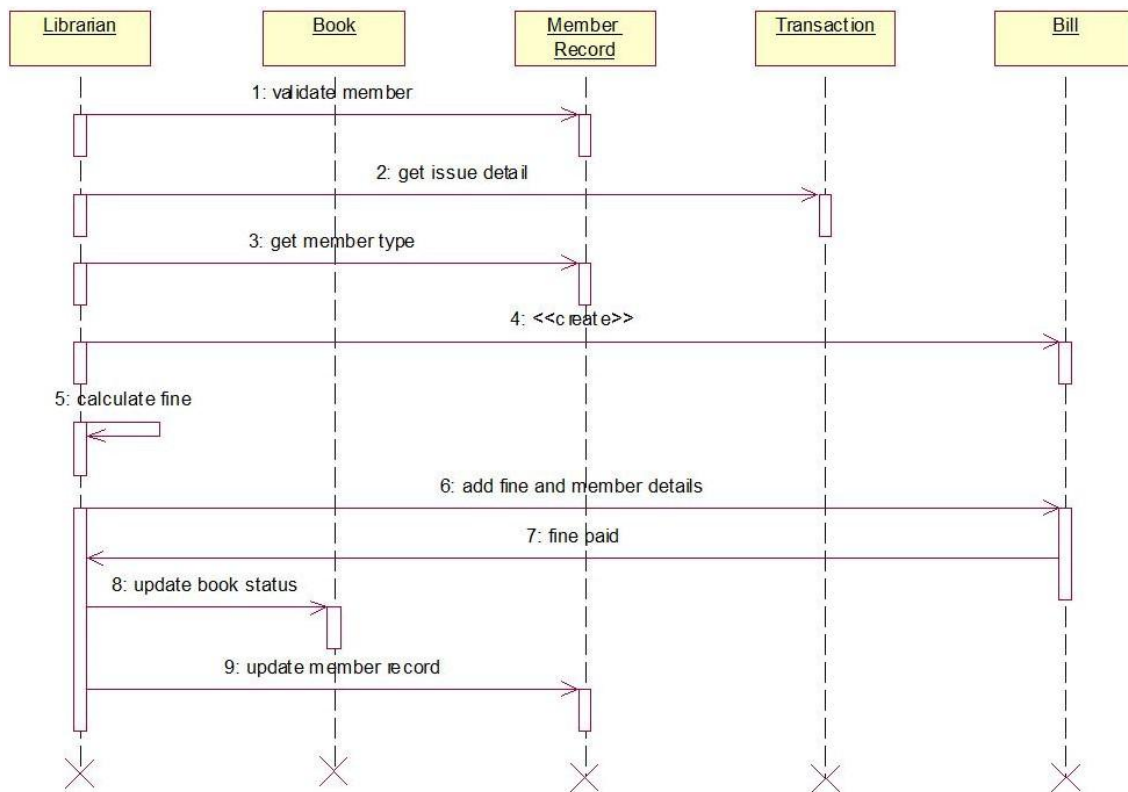 Librarian
Book
Member
Record
Transaction
Bill
1: validate member
2: get issue detail
3: get member type
4: <<create>>
5: calculate fine
6: add fine and member details
7: fine paid
8: update book status
9: update member record